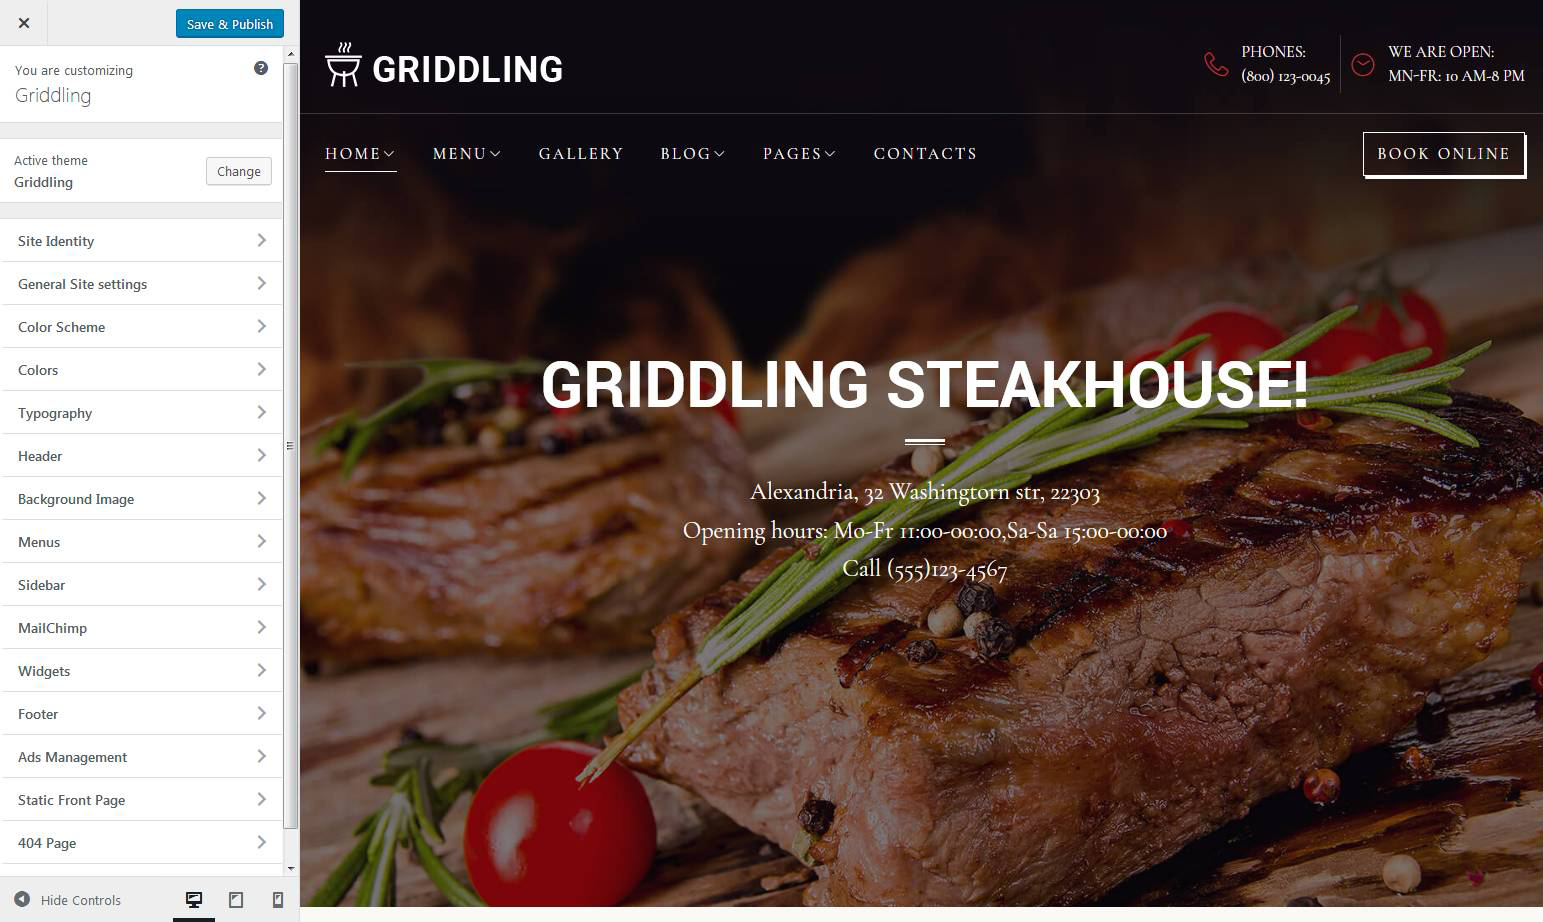 Save & Publish
You are customizing
Griddling
Active theme
Griddling
Change
Site Identity
General Site settings
Color Scheme
Colors
Typography
Header
Background Image
Menus
Sidebar
MailChimp
Widgets
Footer
Ads Management
Static Front Page
404 Page
Hide Controls
GRIDDLING
PHONES:
(800) 123-0045
WE ARE OPEN:
MN-FR: 10 AM-8 PM
HOME MENU GALLERY BLOG PAGES CONTACTS
BOOK ONLINE
GRIDDLING STEAKHOUSE!
Alexandria, 32 Washingtorn str, 22303
Opening hours: Mo-Fr 11:00-00:00,Sa-Sa 15:00-00:00
Call (555)123-4567